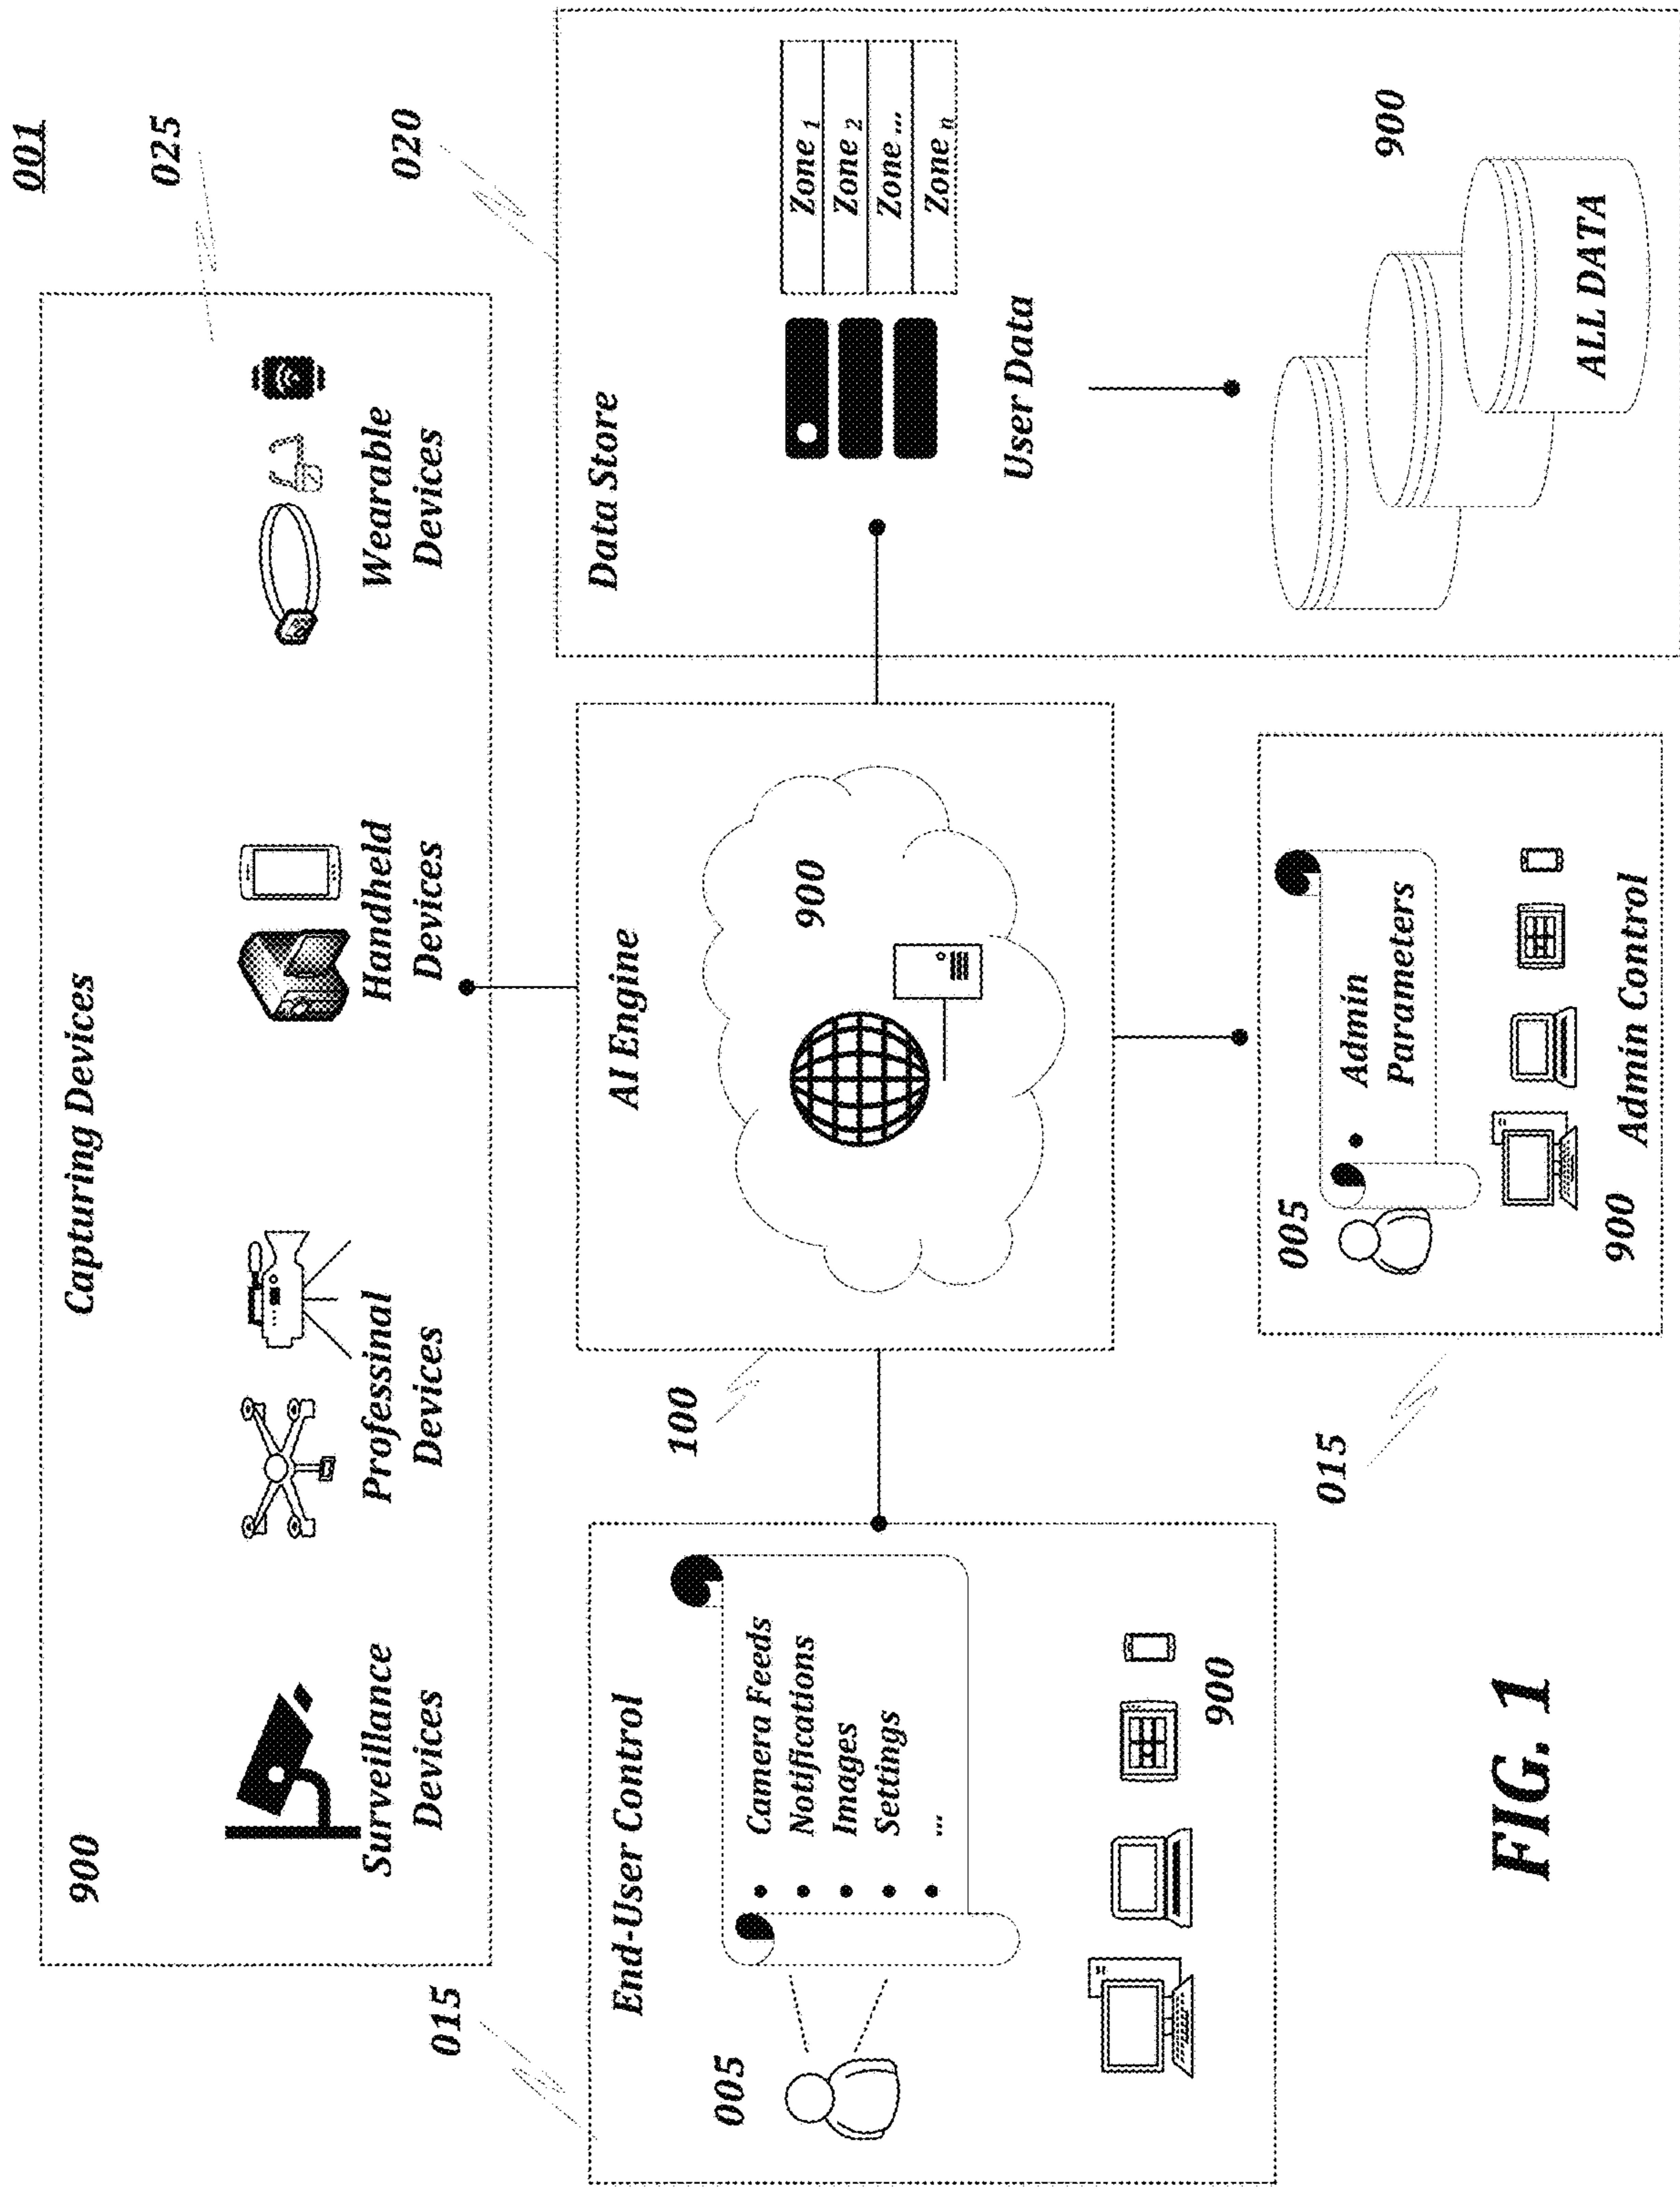 001
025
900
Capturing Devices
Surveillance
Devices
Professinal
Devices
Handheld
Devices
Wearable
Devices
015
End-User Control
005
• Camera Feeds
• Notifications
• Images
• Settings
• ...
900
100
AI Engine
900
020
Data Store
Zone 1
Zone 2
Zone ...
Zone n
User Data
900
ALL DATA
015
005
• Admin
Parameters
900
Admin Control
FIG. 1